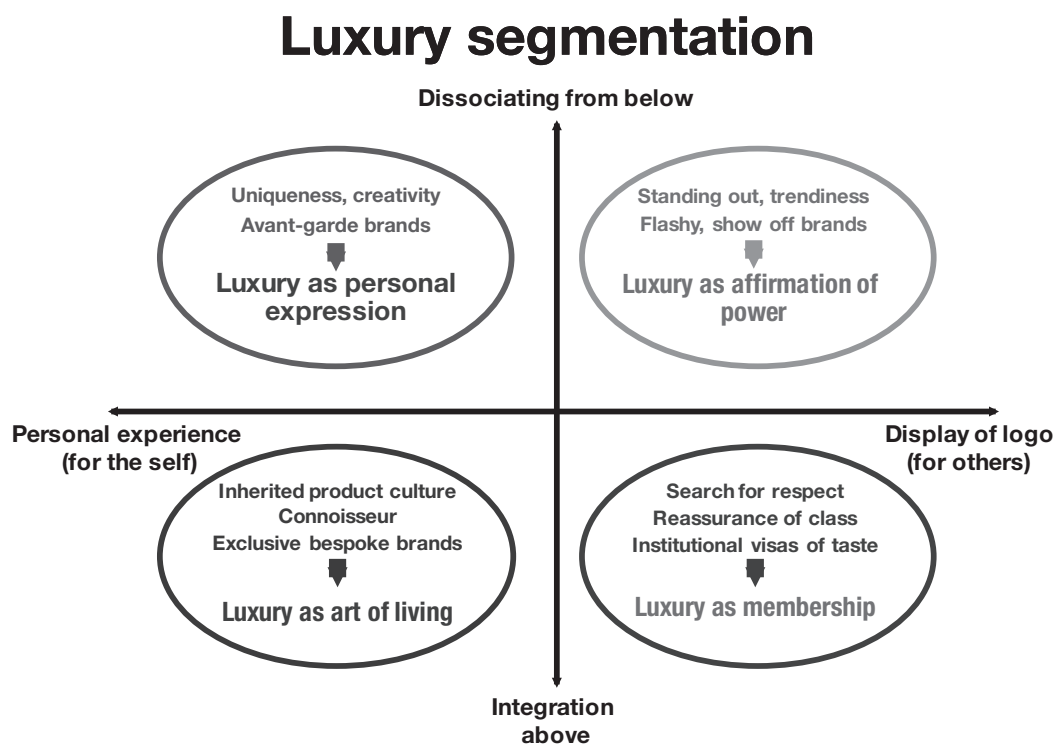 Luxury segmentation
Dissociating from below
Uniqueness, creativity
Avant-garde brands
Luxury as personal
expression
Standing out, trendiness
Flashy, show off brands
Luxury as affirmation of
power
Personal experience
(for the self)
Display of logo
(for others)
Inherited product culture
Connoisseur
Exclusive bespoke brands
Luxury as art of living
Search for respect
Reassurance of class
Institutional visas of taste
Luxury as membership
Integration
above